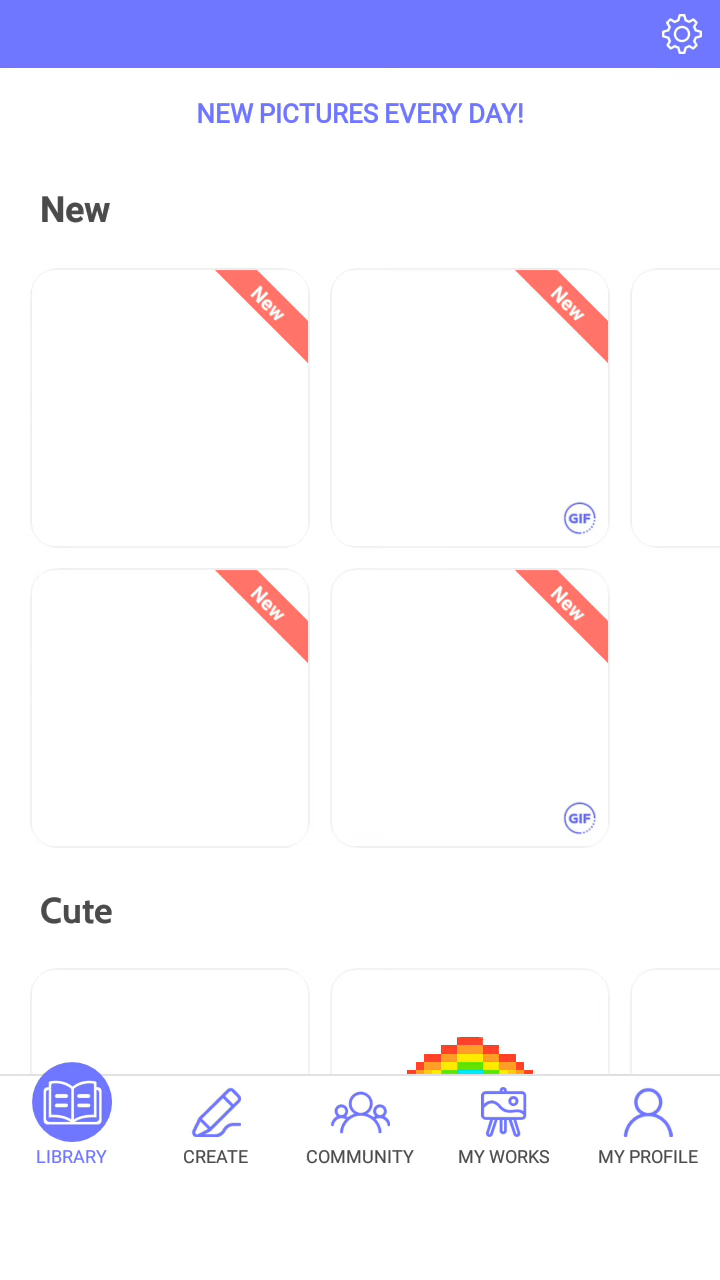 NEW PICTURES EVERY DAY!
New
New
New
GIF
New
New
GIF
Cute
LIBRARY
CREATE
COMMUNITY
MY WORKS
MY PROFILE